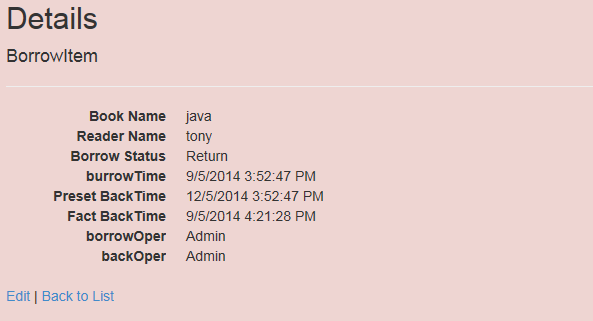 Details
BorrowItem
Book Name java
Reader Name tony
Borrow Status Return
burrowTime 9/5/2014 3:52:47 PM
Preset BackTime 12/5/2014 3:52:47 PM
Fact BackTime 9/5/2014 4:21:28 PM
borrowOper Admin
backOper Admin
Edit | Back to List